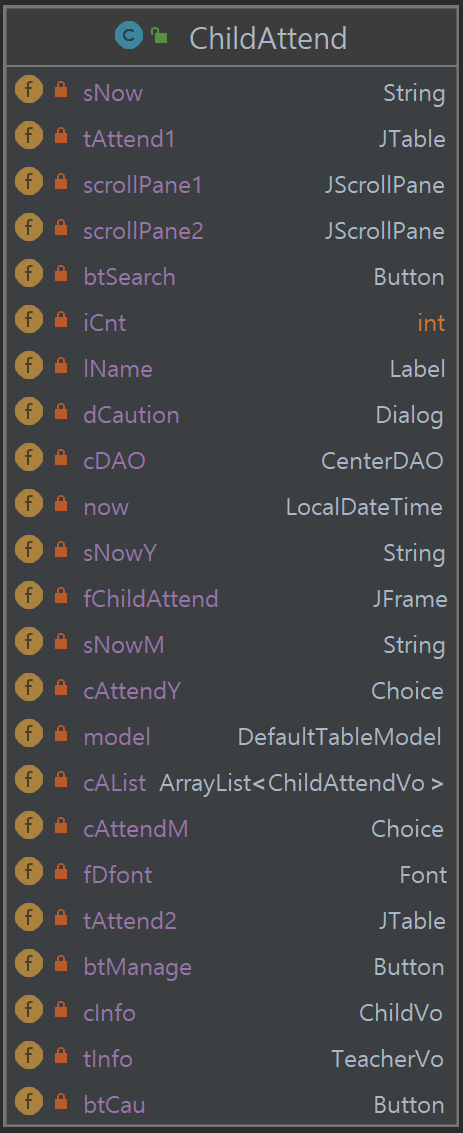 ChildAttend
sNow String
tAttend1 JTable
scrollPane1 JScrollPane
scrollPane2 JScrollPane
btSearch Button
iCnt int
lName Label
dCaution Dialog
cDAO CenterDAO
now LocalDateTime
sNowY String
fChildAttend JFrame
sNowM String
cAttendY Choice
model DefaultTableModel
cAList ArrayList<ChildAttendVo>
cAttendM Choice
fDfont Font
tAttend2 JTable
btManage Button
cInfo ChildVo
tInfo TeacherVo
btCau Button